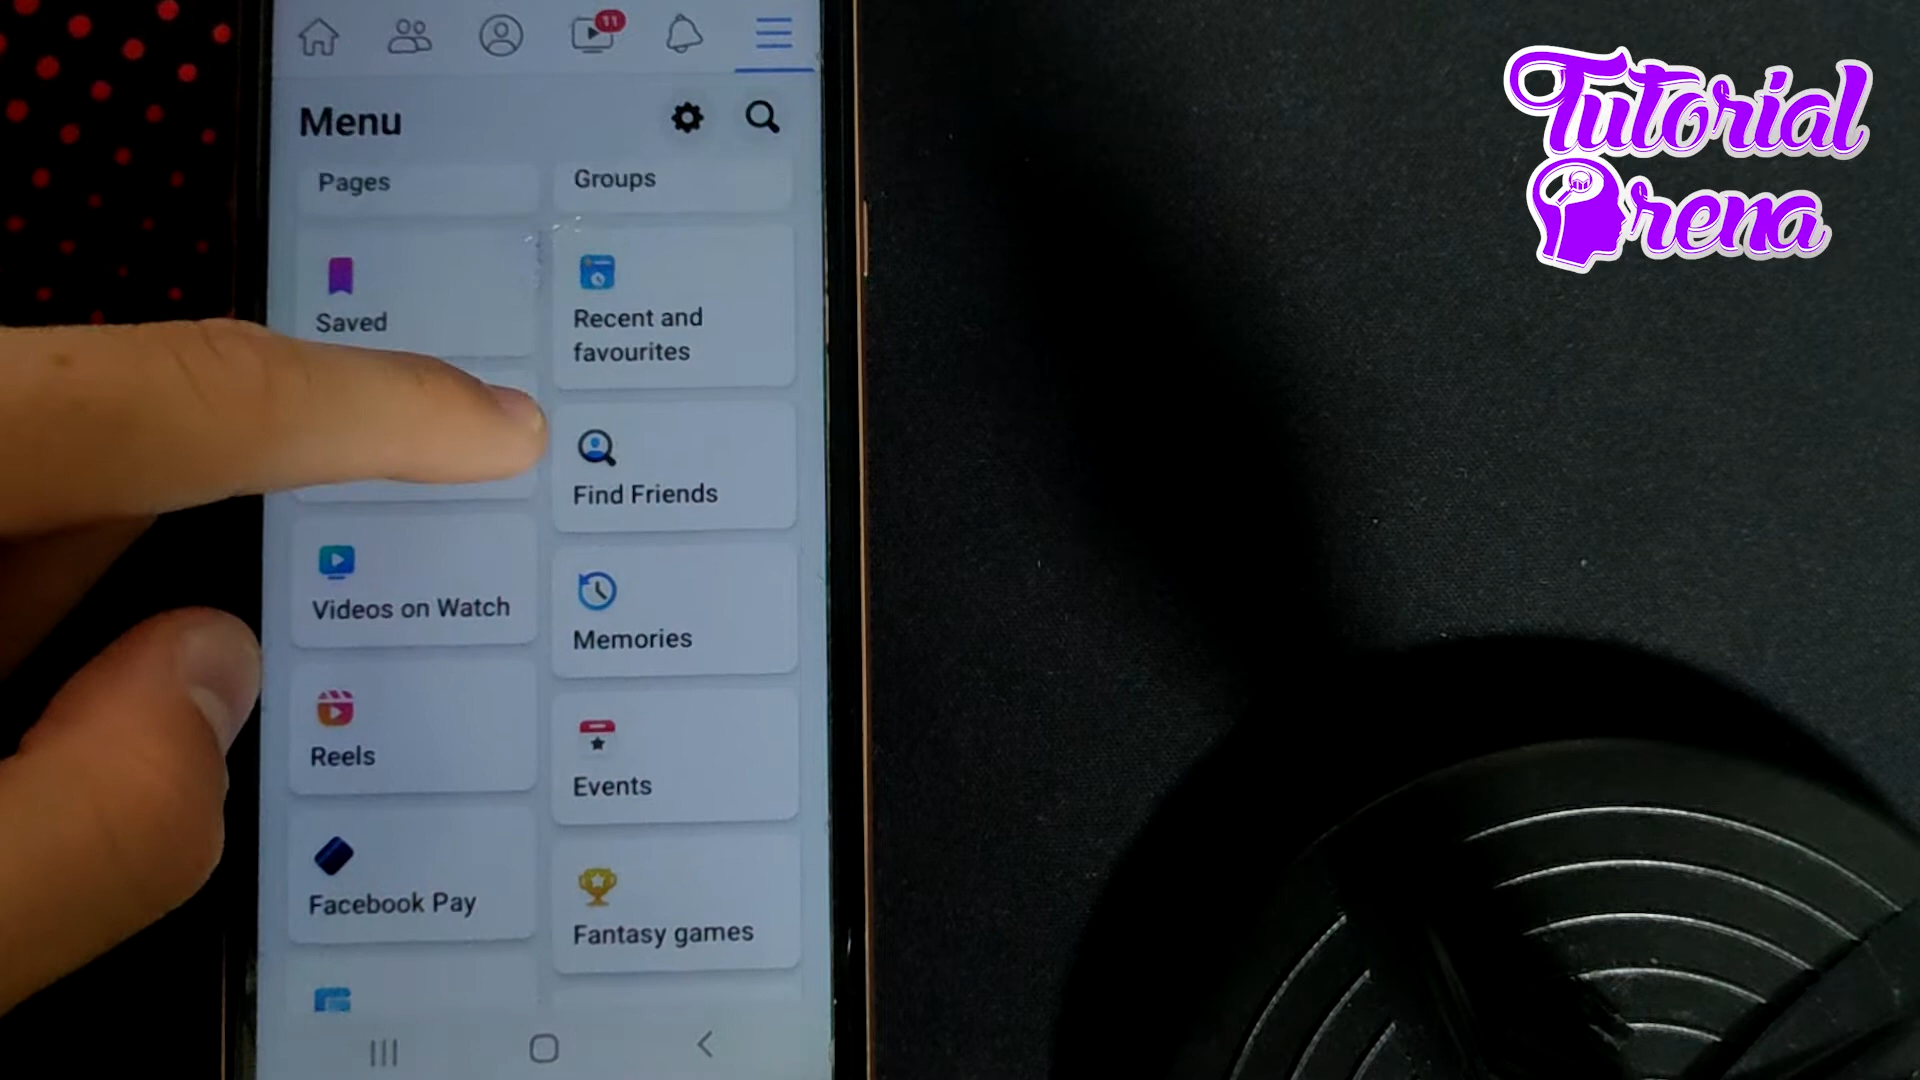 11
Menu
Pages
Groups
Saved
Recent and
favourites
Find Friends
Videos on Watch
Memories
Reels
Events
Facebook Pay
Fantasy games
Tutorial
Arena